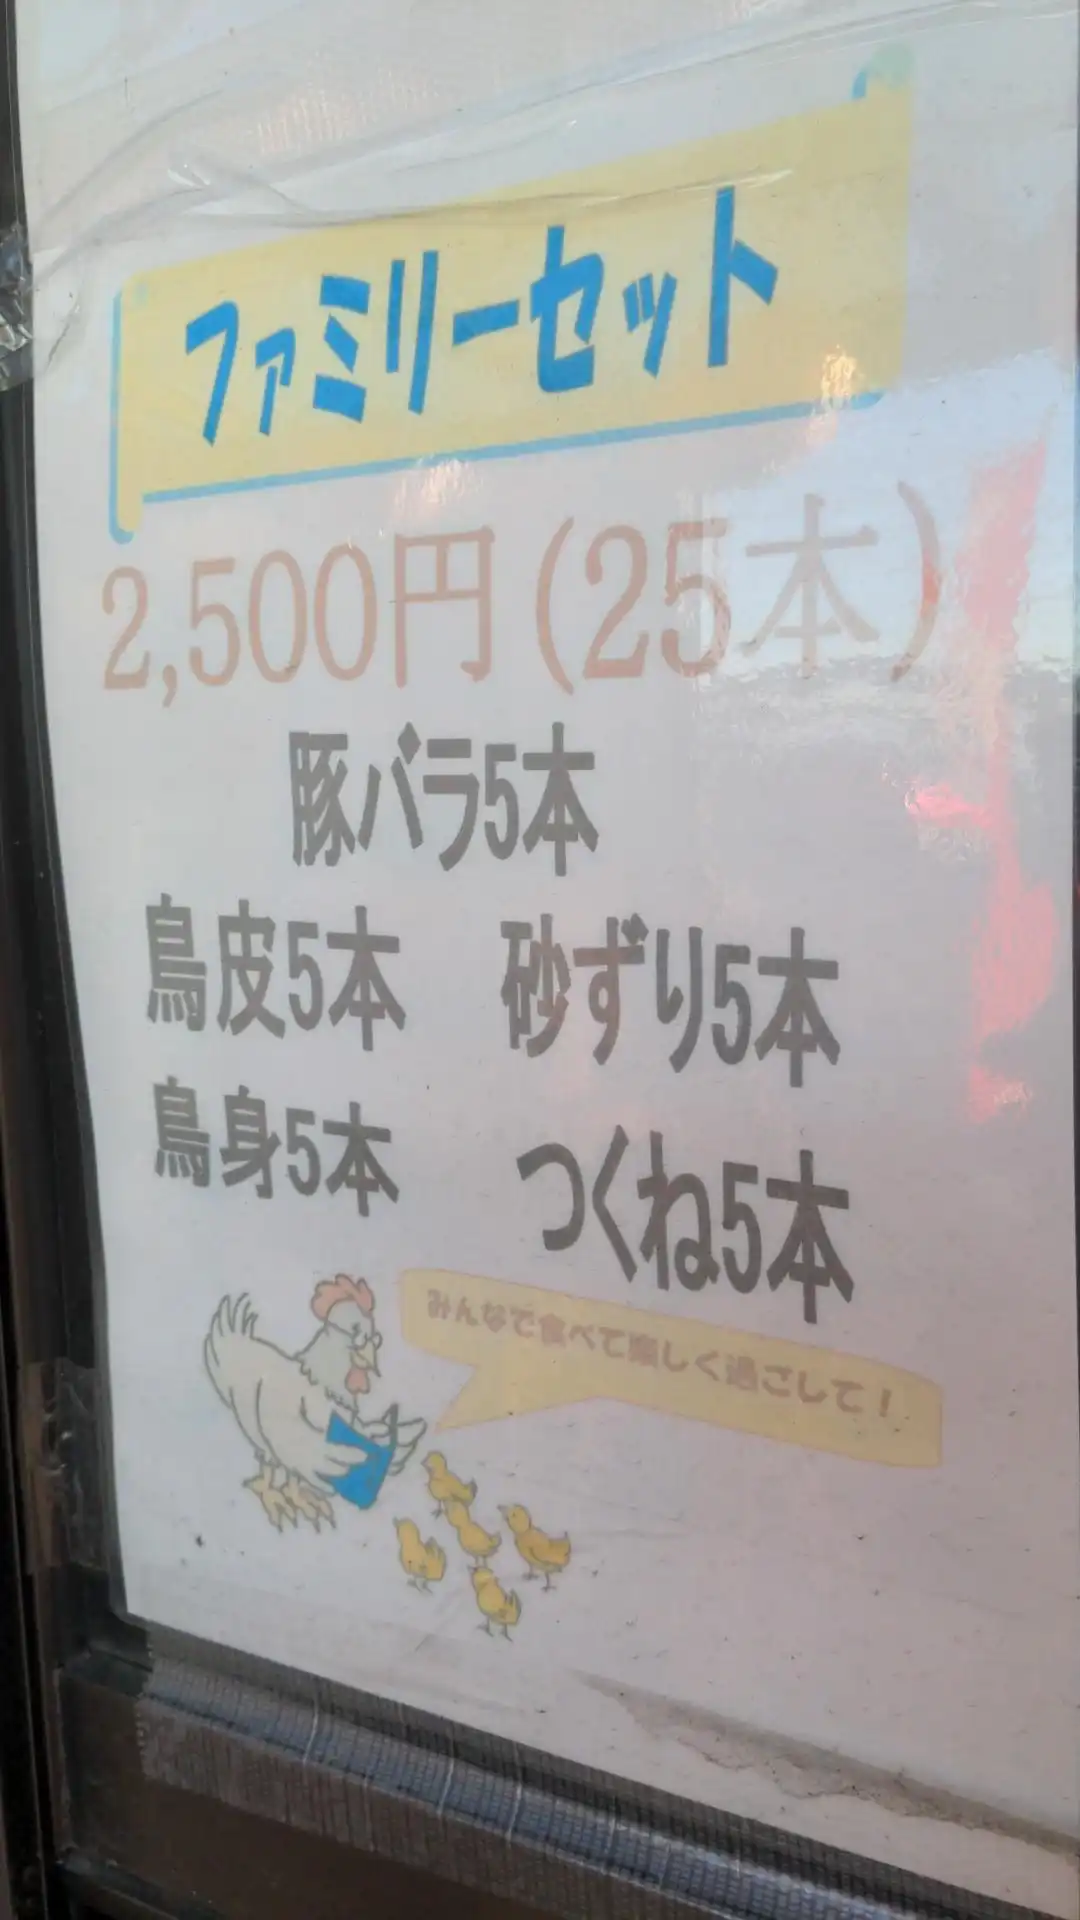 ファミリーセット
2,500円(25本)
豚バラ5本
鳥皮5本 砂ずり5本
鳥身5本 つくね5本
みんなで食べて楽しく過ごして!